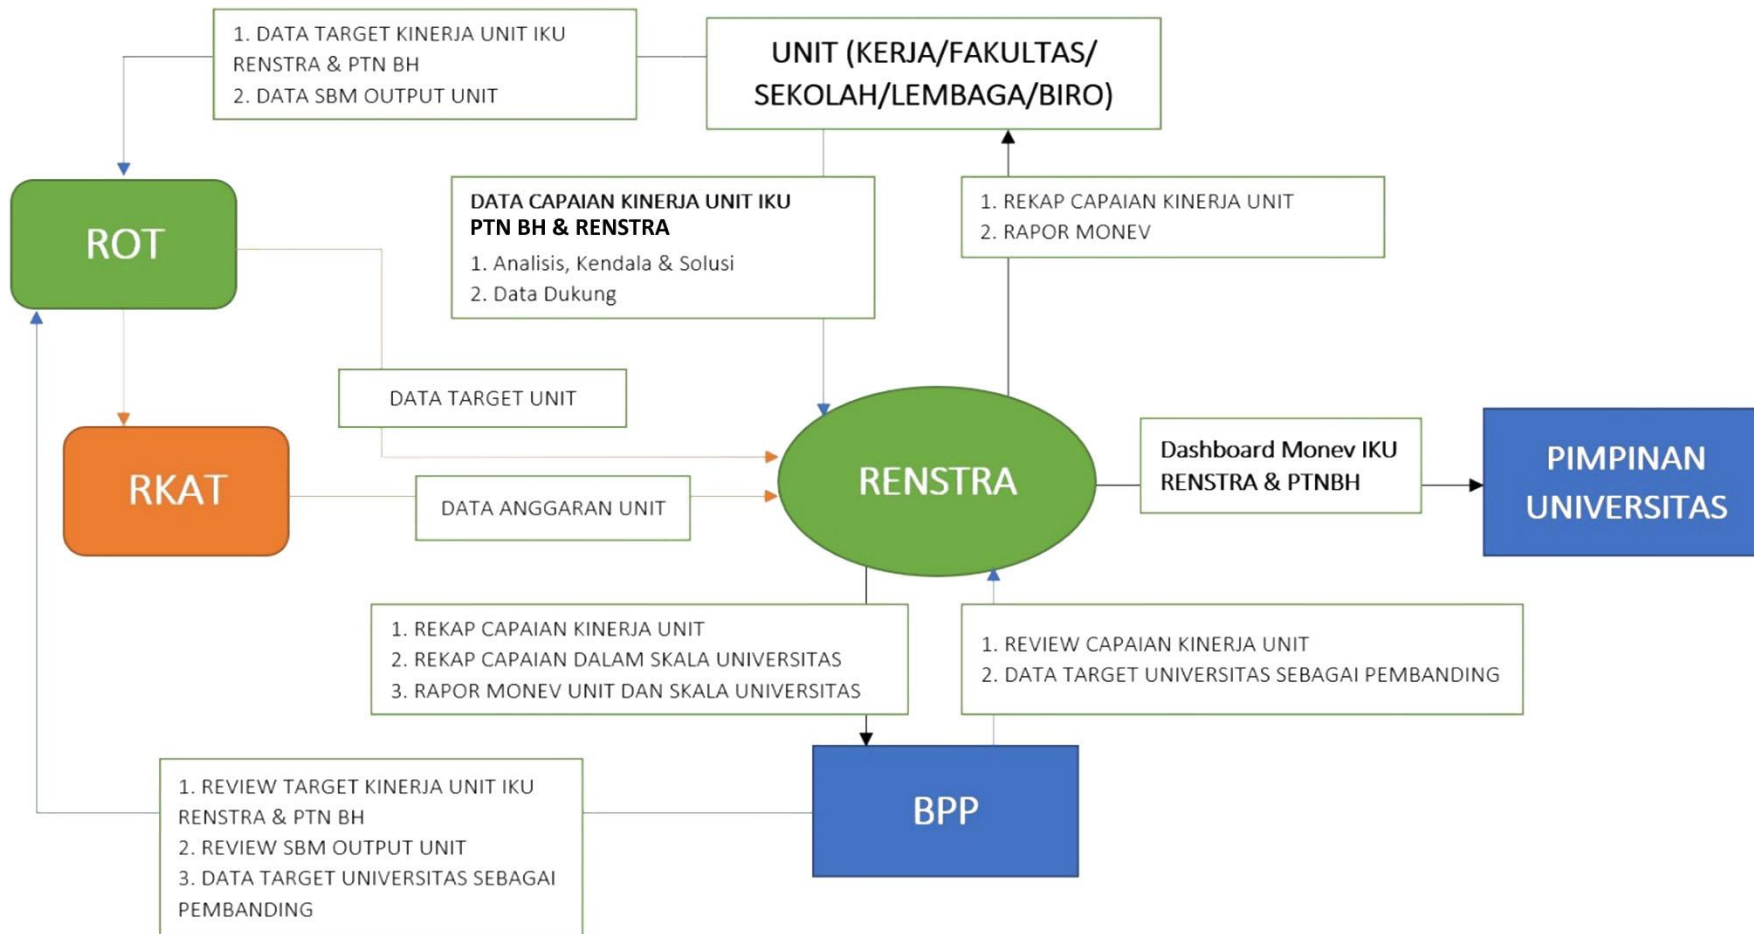 1. DATA TARGET KINERJA UNIT IKU
RENSTRA & PTN BH
2. DATA SBM OUTPUT UNIT
UNIT (KERJA/FAKULTAS/
SEKOLAH/LEMBAGA/BIRO)
ROT
DATA CAPAIAN KINERJA UNIT IKU
PTN BH & RENSTRA
1. Analisis, Kendala & Solusi
2. Data Dukung
1. REKAP CAPAIAN KINERJA UNIT
2. RAPOR MONEV
DATA TARGET UNIT
RKAT
DATA ANGGARAN UNIT
RENSTRA
Dashboard Monev IKU
RENSTRA & PTNBH
PIMPINAN
UNIVERSITAS
1. REKAP CAPAIAN KINERJA UNIT
2. REKAP CAPAIAN DALAM SKALA UNIVERSITAS
3. RAPOR MONEV UNIT DAN SKALA UNIVERSITAS
1. REVIEW CAPAIAN KINERJA UNIT
2. DATA TARGET UNIVERSITAS SEBAGAI PEMBANDING
1. REVIEW TARGET KINERJA UNIT IKU
RENSTRA & PTN BH
2. REVIEW SBM OUTPUT UNIT
3. DATA TARGET UNIVERSITAS SEBAGAI
PEMBANDING
BPP